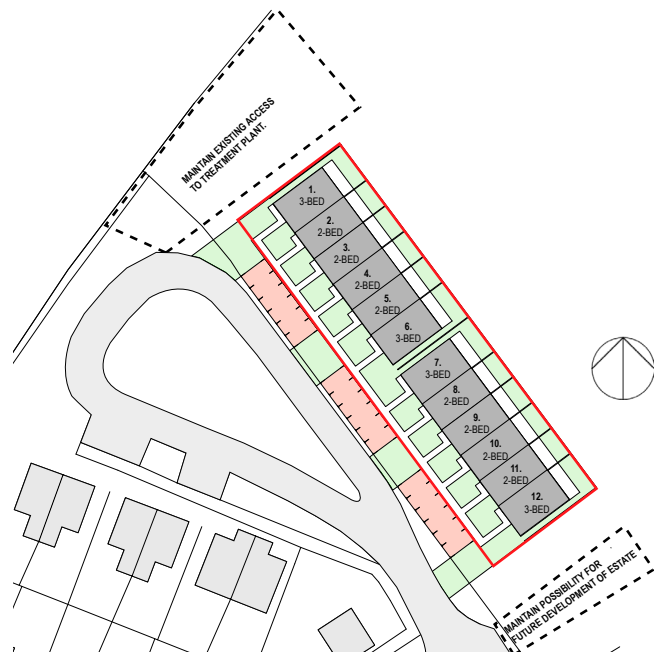 MAINTAIN EXISTING ACCESS
TO TREATMENT PLANT.
1.
3-BED
2.
2-BED
3.
2-BED
4.
2-BED
5.
2-BED
6.
3-BED
7.
3-BED
8.
2-BED
9.
2-BED
10.
2-BED
11.
2-BED
12.
3-BED
MAINTAIN POSSIBILITY FOR
FUTURE DEVELOPMENT OF ESTATE